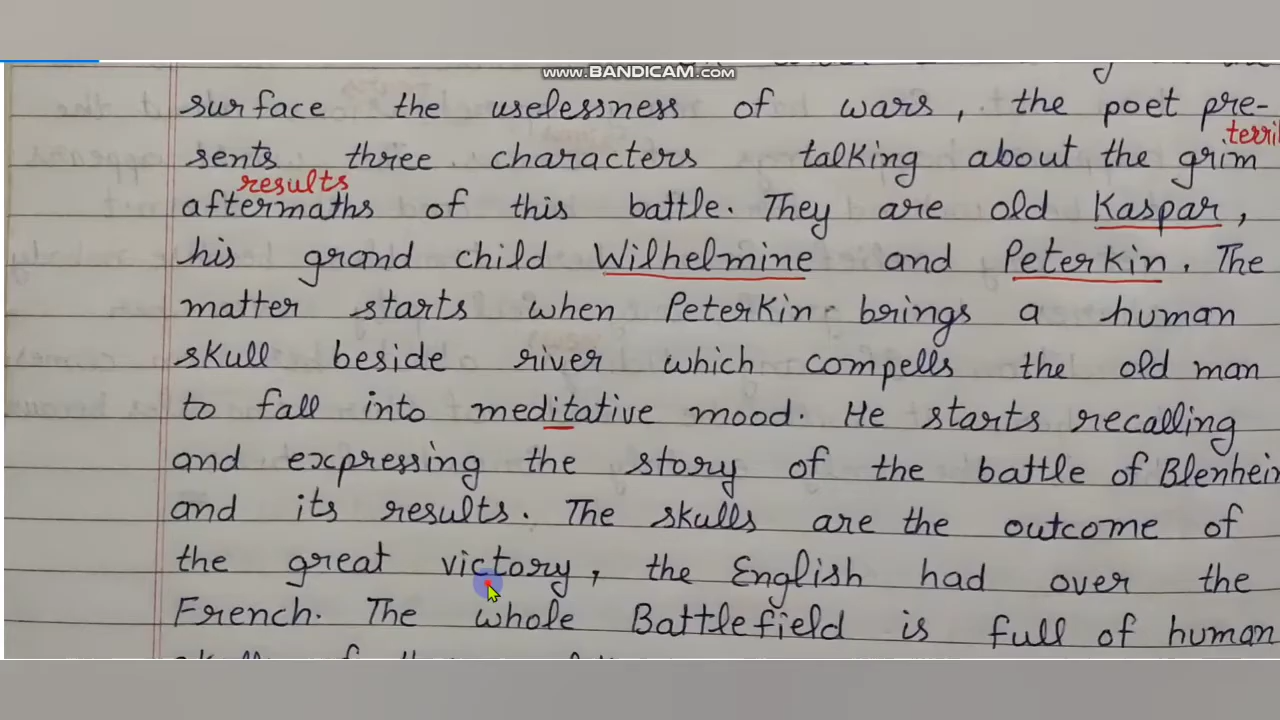 www.BANDICAM.com
surface the uselessness of wars, the poet pre-
sents three characters talking about the grim
results
aftermaths of this battle. They are old Kaspar,
his grand child Wilhelmine and Peterkin. The
matter starts when Peterkin brings a human
skull beside river which compells the old man
to fall into meditative mood. He starts recalling
and expressing the story of the battle of Blenheim
and its results. The skulls are the outcome of
the great victory, the English had over the
French. The whole Battlefield is full of human